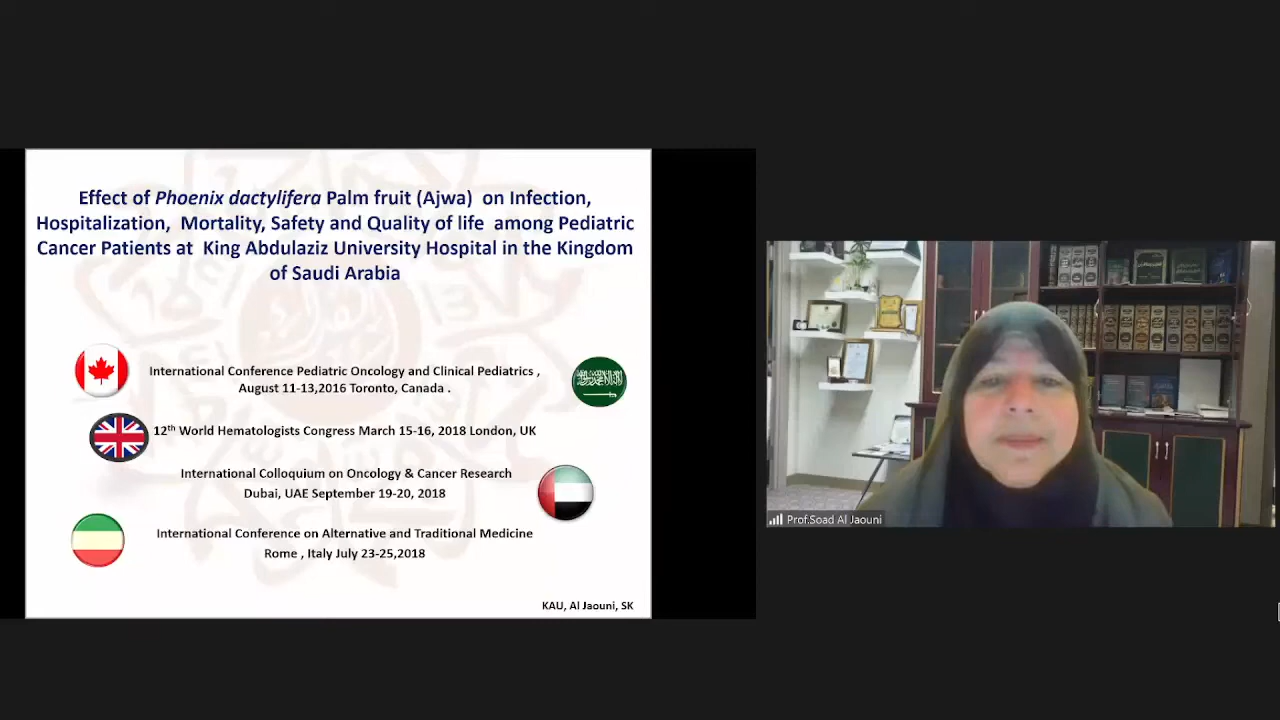 Effect of Phoenix dactylifera Palm fruit (Ajwa) on Infection,
Hospitalization, Mortality, Safety and Quality of life among Pediatric
Cancer Patients at King Abdulaziz University Hospital in the Kingdom
of Saudi Arabia
International Conference Pediatric Oncology and Clinical Pediatrics ,
August 11-13,2016 Toronto, Canada .
12th World Hematologists Congress March 15-16, 2018 London, UK
International Colloquium on Oncology & Cancer Research
Dubai, UAE September 19-20, 2018
International Conference on Alternative and Traditional Medicine
Rome , Italy July 23-25,2018
KAU, Al Jaouni, SK
Prof.Soad Al Jaouni